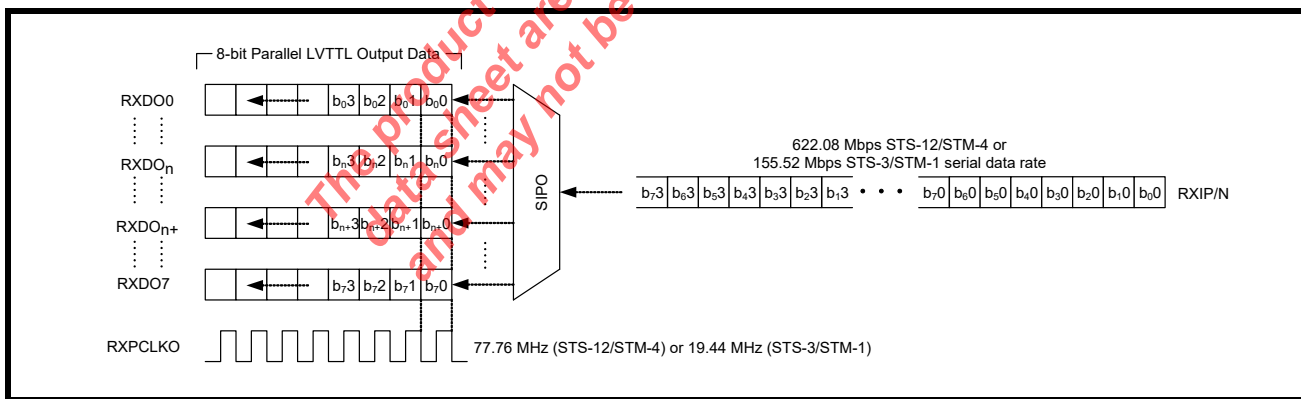 8-bit Parallel LVTTL Output Data
RXDO0
b03 b02 b01 b00
RXDOn
bn3 bn2 bn1 bn0
RXDOn+
bn+3 bn+2 bn+1 bn+0
RXDO7
b73 b72 b71 b70
RXPCLKO
77.76 MHz (STS-12/STM-4) or 19.44 MHz (STS-3/STM-1)
SIPO
622.08 Mbps STS-12/STM-4 or
155.52 Mbps STS-3/STM-1 serial data rate
b73 b63 b53 b43 b33 b23 b13 • • • b70 b60 b50 b40 b30 b20 b10 b00
RXIP/N
The product
data sheet are
and may not be